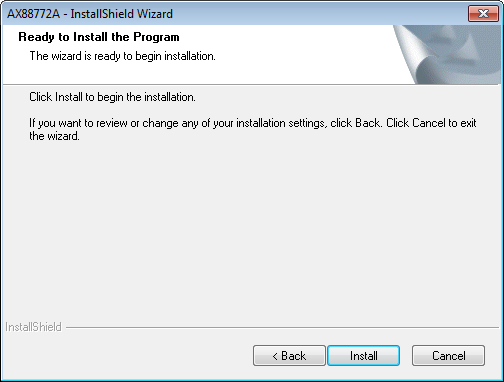 AX88772A - InstallShield Wizard
Ready to Install the Program
The wizard is ready to begin installation.
Click Install to begin the installation.
If you want to review or change any of your installation settings, click Back. Click Cancel to exit
the wizard.
InstallShield
< Back Install Cancel